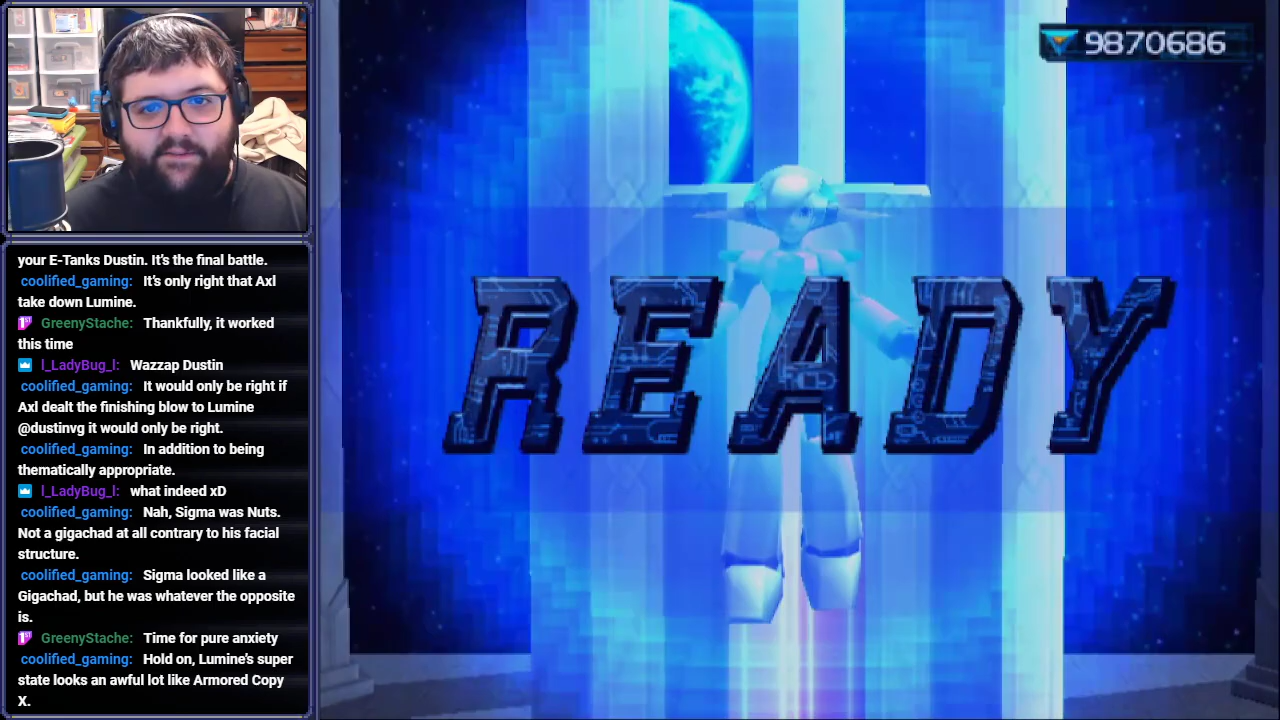 9870686
READY
your E-Tanks Dustin. It's the final battle.
coolified_gaming: It's only right that Axl
take down Lumine.
1ST GreenyStache: Thankfully, it worked
this time
l_LadyBug_l: Wazzap Dustin
coolified_gaming: It would only be right if
Axl dealt the finishing blow to Lumine
@dustinvg it would only be right.
coolified_gaming: In addition to being
thematically appropriate.
l_LadyBug_l: what indeed xD
coolified_gaming: Nah, Sigma was Nuts.
Not a gigachad at all contrary to his facial
structure.
coolified_gaming: Sigma looked like a
Gigachad, but he was whatever the opposite
is.
1ST GreenyStache: Time for pure anxiety
coolified_gaming: Hold on, Lumine's super
state looks an awful lot like Armored Copy
X.